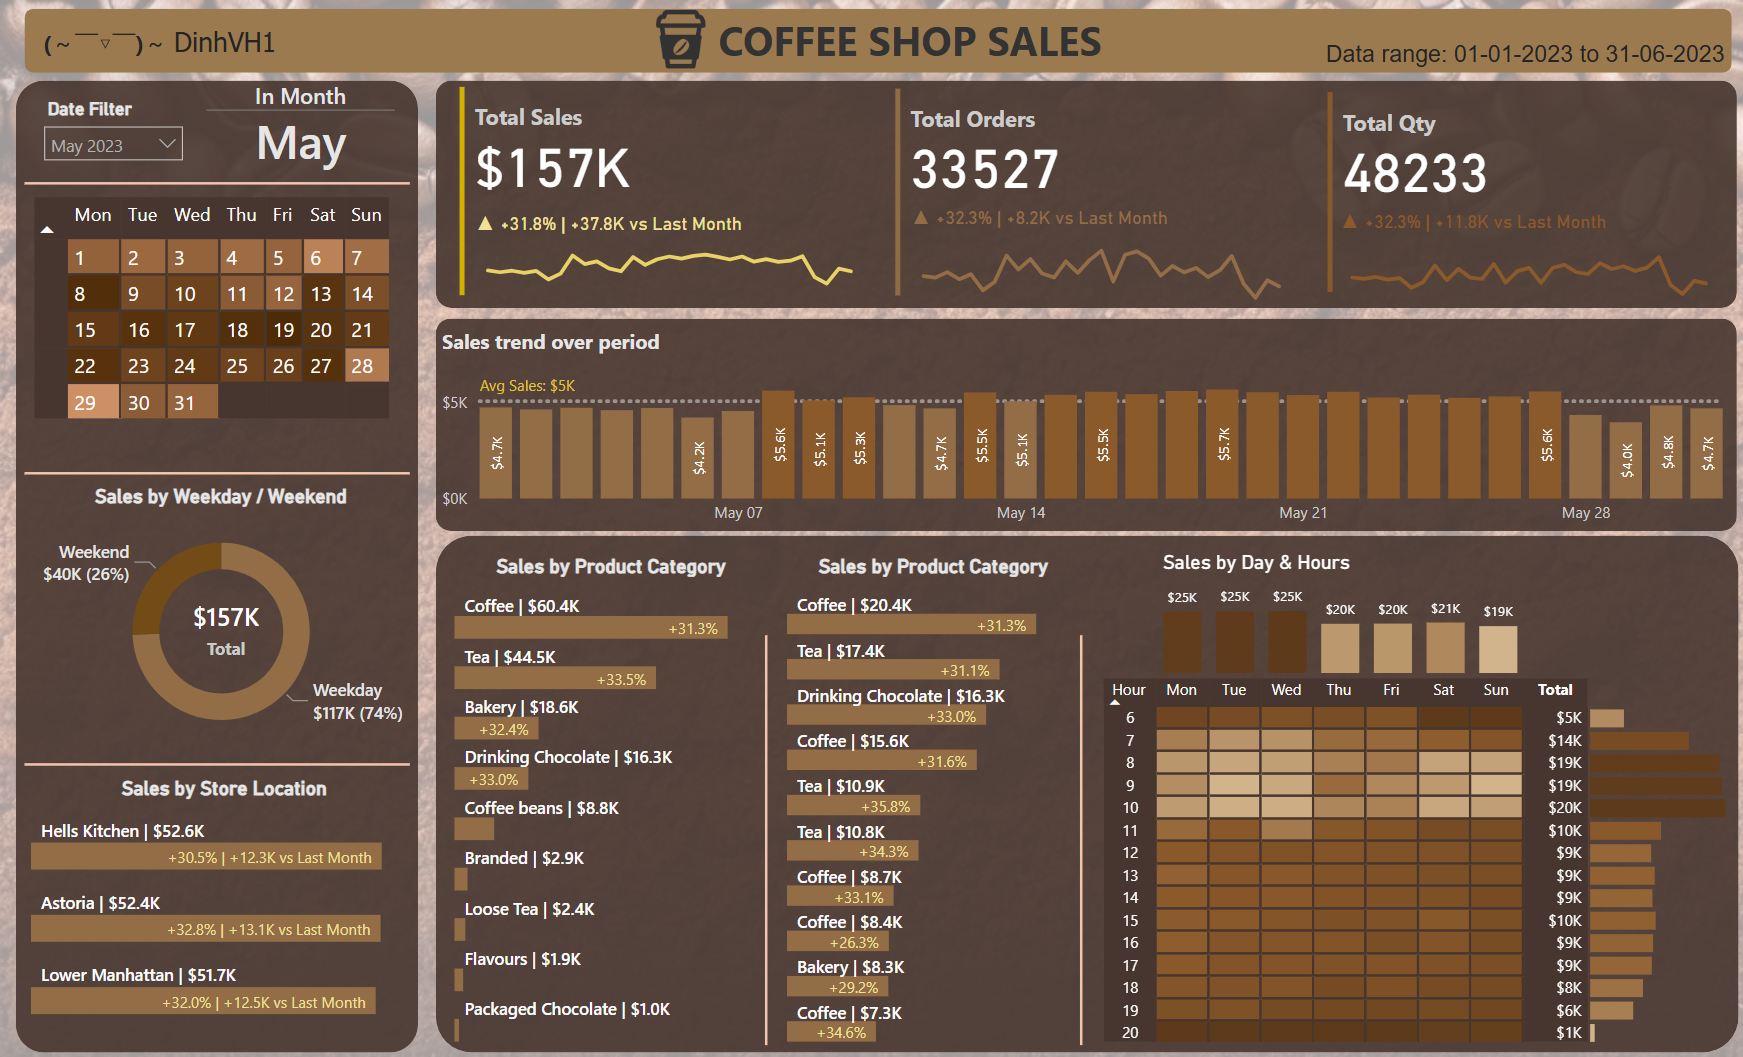 (~￣▽￣)~ DinhVH1
COFFEE SHOP SALES
Data range: 01-01-2023 to 31-06-2023
Date Filter
May 2023
In Month
May
Mon Tue Wed Thu Fri Sat Sun
1 2 3 4 5 6 7
8 9 10 11 12 13 14
15 16 17 18 19 20 21
22 23 24 25 26 27 28
29 30 31
Sales by Weekday / Weekend
Weekend
$40K (26%)
$157K
Total
Weekday
$117K (74%)
Sales by Store Location
Hells Kitchen | $52.6K
+30.5% | +12.3K vs Last Month
Astoria | $52.4K
+32.8% | +13.1K vs Last Month
Lower Manhattan | $51.7K
+32.0% | +12.5K vs Last Month
Total Sales
$157K
▲ +31.8% | +37.8K vs Last Month
Total Orders
33527
▲ +32.3% | +8.2K vs Last Month
Total Qty
48233
▲ +32.3% | +11.8K vs Last Month
Sales trend over period
Avg Sales: $5K
$5K
$0K
$4.7K $4.2K $5.6K $5.1K $5.3K $4.7K $5.5K $5.1K $5.5K $5.7K $5.6K $4.0K $4.8K $4.7K
May 07 May 14 May 21 May 28
Sales by Product Category
Coffee | $60.4K
+31.3%
Tea | $44.5K
+33.5%
Bakery | $18.6K
+32.4%
Drinking Chocolate | $16.3K
+33.0%
Coffee beans | $8.8K
Branded | $2.9K
Loose Tea | $2.4K
Flavours | $1.9K
Packaged Chocolate | $1.0K
Sales by Product Category
Coffee | $20.4K
+31.3%
Tea | $17.4K
+31.1%
Drinking Chocolate | $16.3K
+33.0%
Coffee | $15.6K
+31.6%
Tea | $10.9K
+35.8%
Tea | $10.8K
+34.3%
Coffee | $8.7K
+33.1%
Coffee | $8.4K
+26.3%
Bakery | $8.3K
+29.2%
Coffee | $7.3K
+34.6%
Sales by Day & Hours
$25K $25K $25K $20K $20K $21K $19K
Hour Mon Tue Wed Thu Fri Sat Sun Total
6 $5K
7 $14K
8 $19K
9 $19K
10 $20K
11 $10K
12 $9K
13 $9K
14 $9K
15 $10K
16 $9K
17 $9K
18 $8K
19 $6K
20 $1K